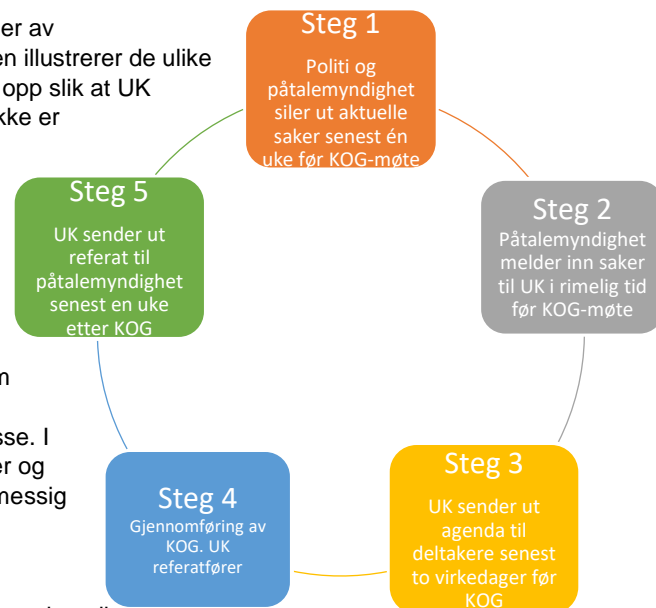 er av
en illustrerer de ulike
opp slik at UK
kke er
m
sse. I
er og
messig
Steg 1
Politi og
påtalemyndighet
siler ut aktuelle
saker senest én
uke før KOG-møte
Steg 2
Påtalemyndighet
melder inn saker
til UK i rimelig tid
før KOG-møte
Steg 3
UK sender ut
agenda til
deltakere senest
to virkedager før
KOG
Steg 4
Gjennomføring av
KOG. UK
referatfører
Steg 5
UK sender ut
referat til
påtalemyndighet
senest en uke
etter KOG